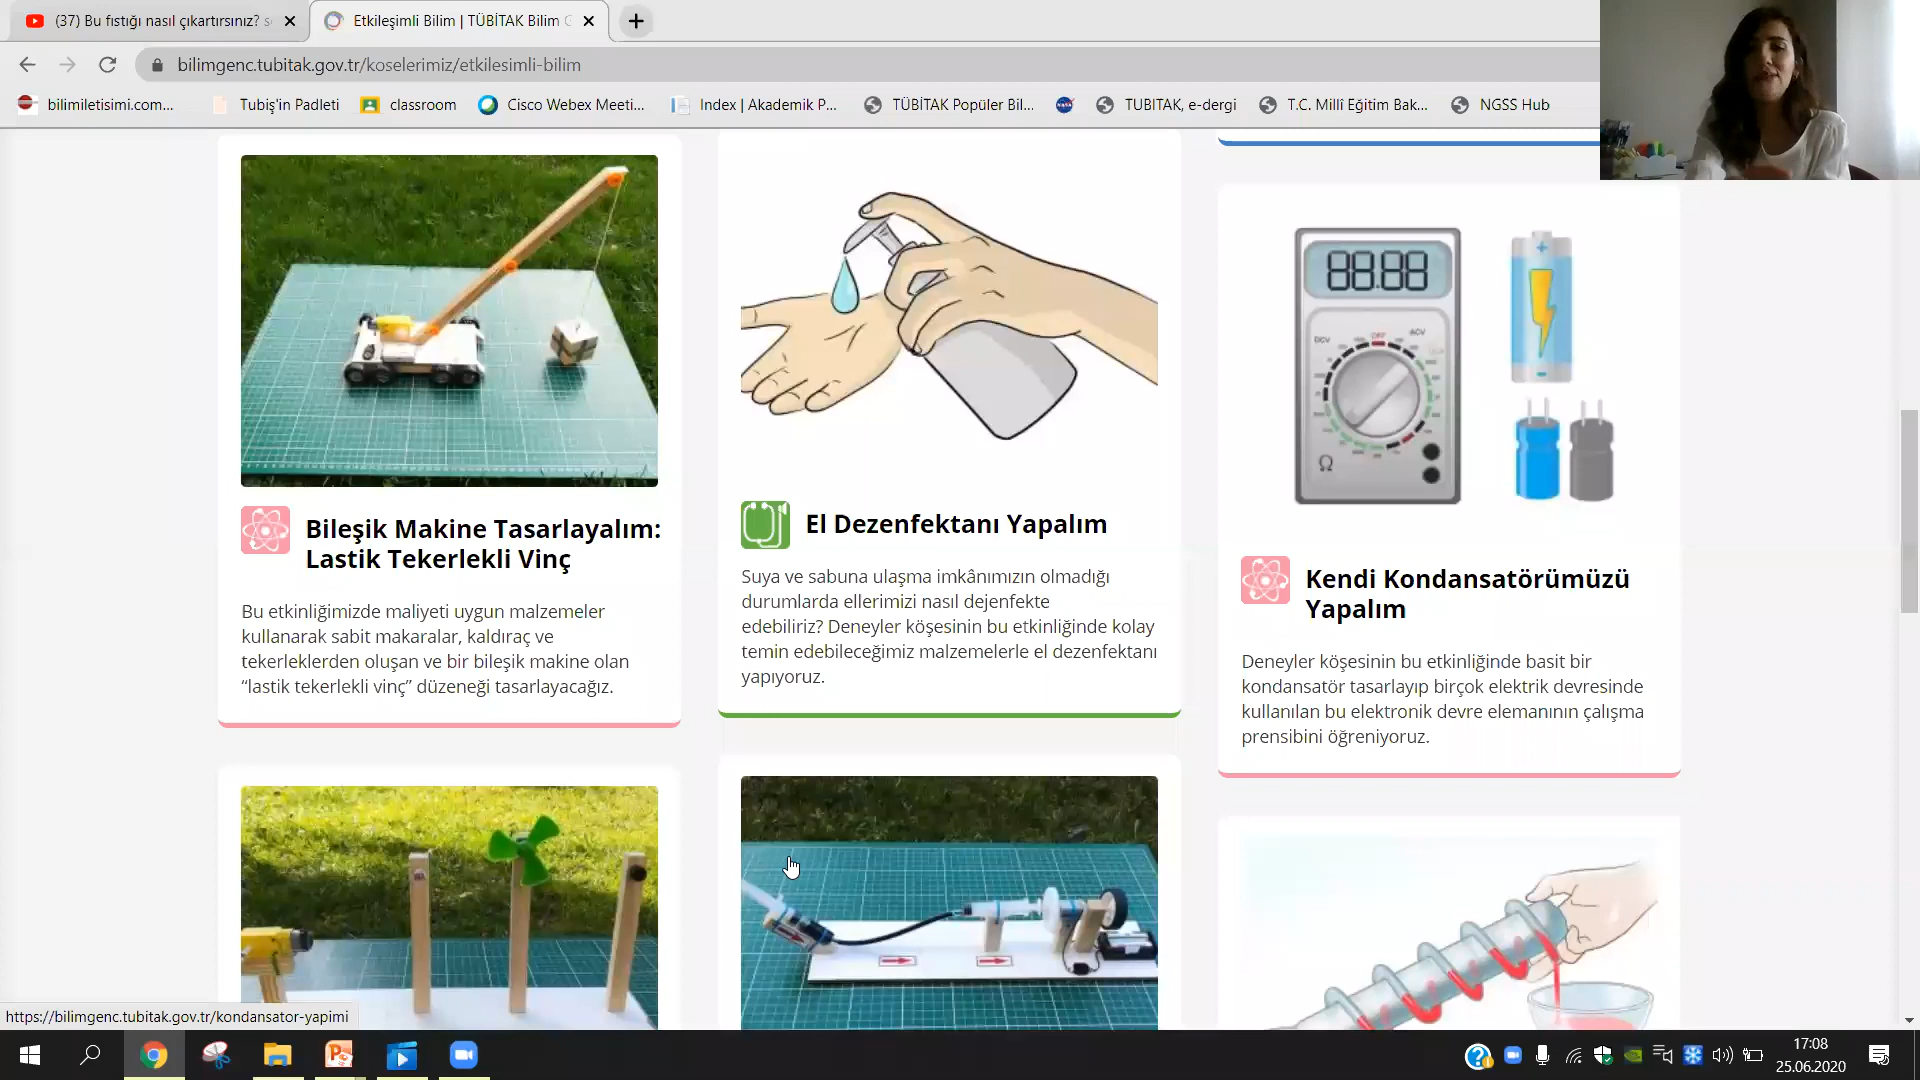 (37) Bu fıstığı nasıl çıkartırsınız? s
Etkileşimli Bilim | TÜBİTAK Bilim G
bilimgenc.tubitak.gov.tr/koselerimiz/etkilesimli-bilim
bilimiletisimi.com...
Tubiş'in Padleti
classroom
Cisco Webex Meeti...
Index | Akademik P...
TÜBİTAK Popüler Bil...
TUBITAK, e-dergi
T.C. Millî Eğitim Bak...
NGSS Hub
Bileşik Makine Tasarlayalım:
Lastik Tekerlekli Vinç
Bu etkinliğimizde maliyeti uygun malzemeler
kullanarak sabit makaralar, kaldıraç ve
tekerleklerden oluşan ve bir bileşik makine olan
“lastik tekerlekli vinç” düzeneği tasarlayacağız.
El Dezenfektanı Yapalım
Suya ve sabuna ulaşma imkânımızın olmadığı
durumlarda ellerimizi nasıl dejenfekte
edebiliriz? Deneyler köşesinin bu etkinliğinde kolay
temin edebileceğimiz malzemelerle el dezenfektanı
yapıyoruz.
88.88
DCV
OFF
ACV
Ω
+
-
Kendi Kondansatörümüzü
Yapalım
Deneyler köşesinin bu etkinliğinde basit bir
kondansatör tasarlayıp birçok elektrik devresinde
kullanılan bu elektronik devre elemanının çalışma
prensibini öğreniyoruz.
https://bilimgenc.tubitak.gov.tr/kondansator-yapimi
17:08
25.06.2020